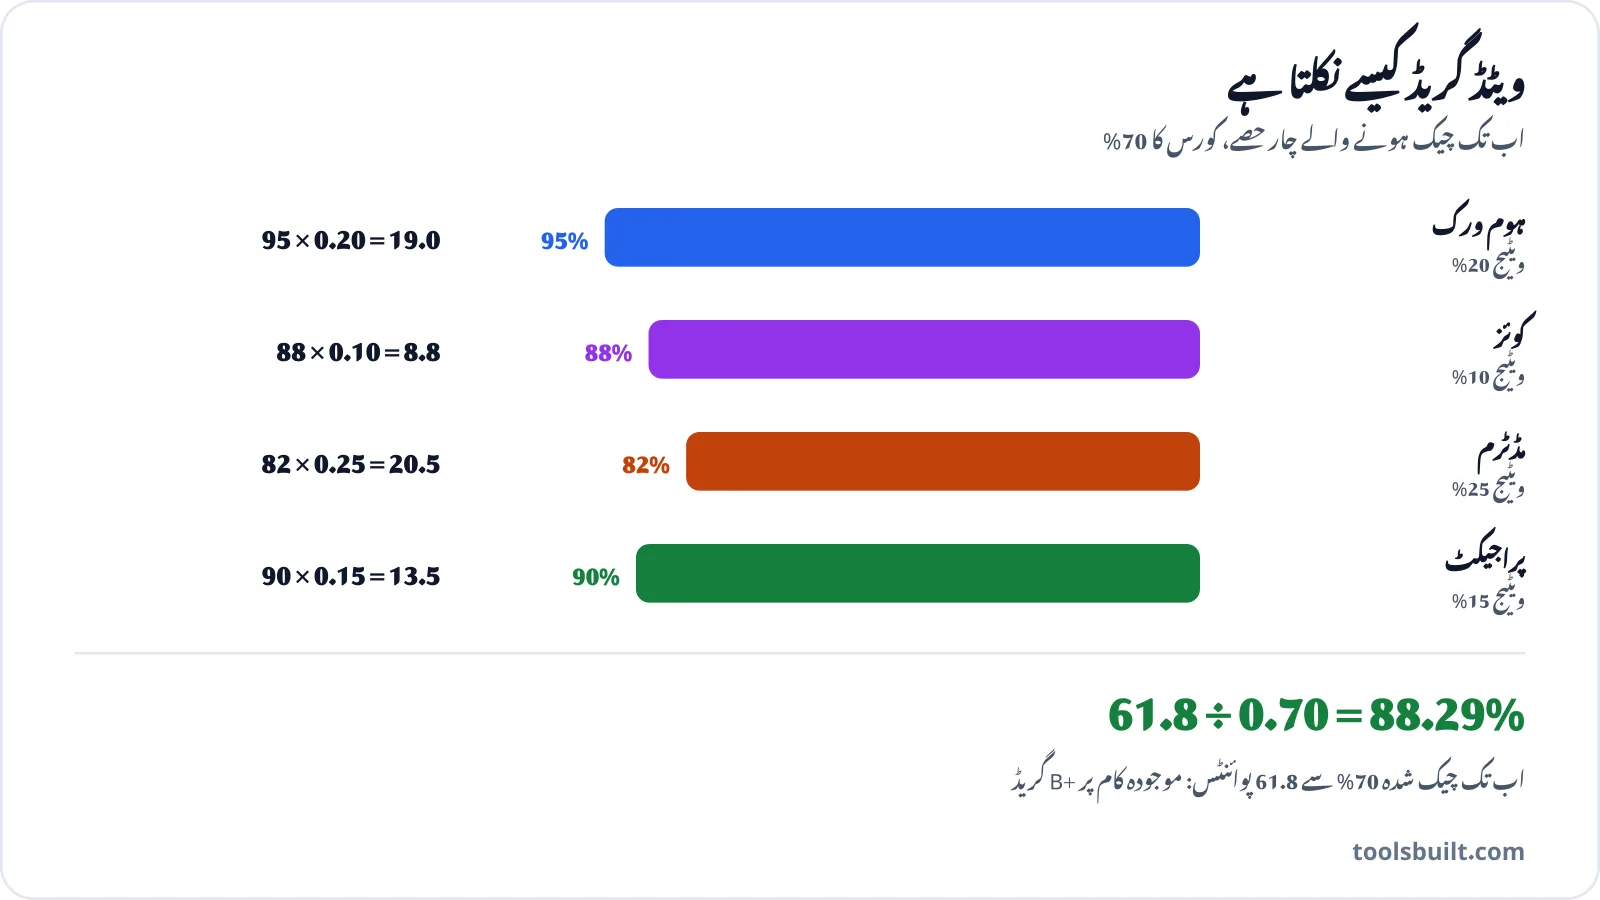 ویٹڈ گریڈ کیسے نکلتا ہے
اب تک چیک ہونے والے چار حصے، کورس کا 70%
ہوم ورک
ویٹیج 20%
95%
95 × 0.20 = 19.0
کوئز
ویٹیج 10%
88%
88 × 0.10 = 8.8
مڈٹرم
ویٹیج 25%
82%
82 × 0.25 = 20.5
پراجیکٹ
ویٹیج 15%
90%
90 × 0.15 = 13.5
61.8 ÷ 0.70 = 88.29%
اب تک چیک شدہ 70% سے 61.8 پوائنٹس: موجودہ کام پر B+ گریڈ
toolsbuilt.com